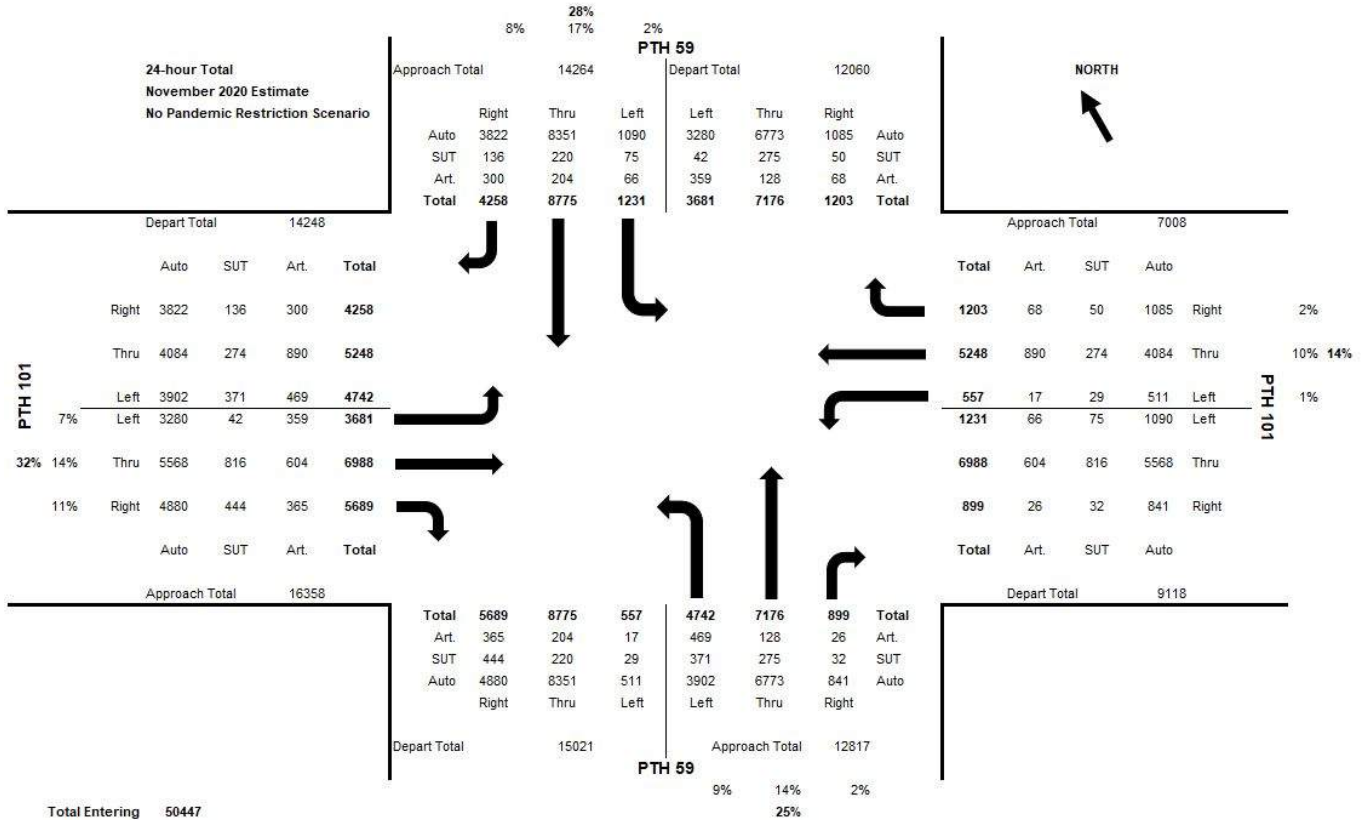 28%
8% 17% 2%
PTH 59
24-hour Total
November 2020 Estimate
No Pandemic Restriction Scenario
Approach Total 14264 Depart Total 12060
NORTH
Right Thru Left Left Thru Right
Auto 3822 8351 1090 3280 6773 1085 Auto
SUT 136 220 75 42 275 50 SUT
Art. 300 204 66 359 128 68 Art.
Total 4258 8775 1231 3681 7176 1203 Total
Depart Total 14248
Auto SUT Art. Total
Right 3822 136 300 4258
Thru 4084 274 890 5248
Left 3902 371 469 4742
PTH 101
7% Left 3280 42 359 3681
32% 14% Thru 5568 816 604 6988
11% Right 4880 444 365 5689
Auto SUT Art. Total
Approach Total 16358
Approach Total 7008
Total Art. SUT Auto
1203 68 50 1085 Right 2%
5248 890 274 4084 Thru 10% 14%
557 17 29 511 Left 1%
PTH 101
1231 66 75 1090 Left
6988 604 816 5568 Thru
899 26 32 841 Right
Total Art. SUT Auto
Depart Total 9118
Total 5689 8775 557 4742 7176 899 Total
Art. 365 204 17 469 128 26 Art.
SUT 444 220 29 371 275 32 SUT
Auto 4880 8351 511 3902 6773 841 Auto
Right Thru Left Left Thru Right
Depart Total 15021 Approach Total 12817
PTH 59
9% 14% 2%
25%
Total Entering 50447